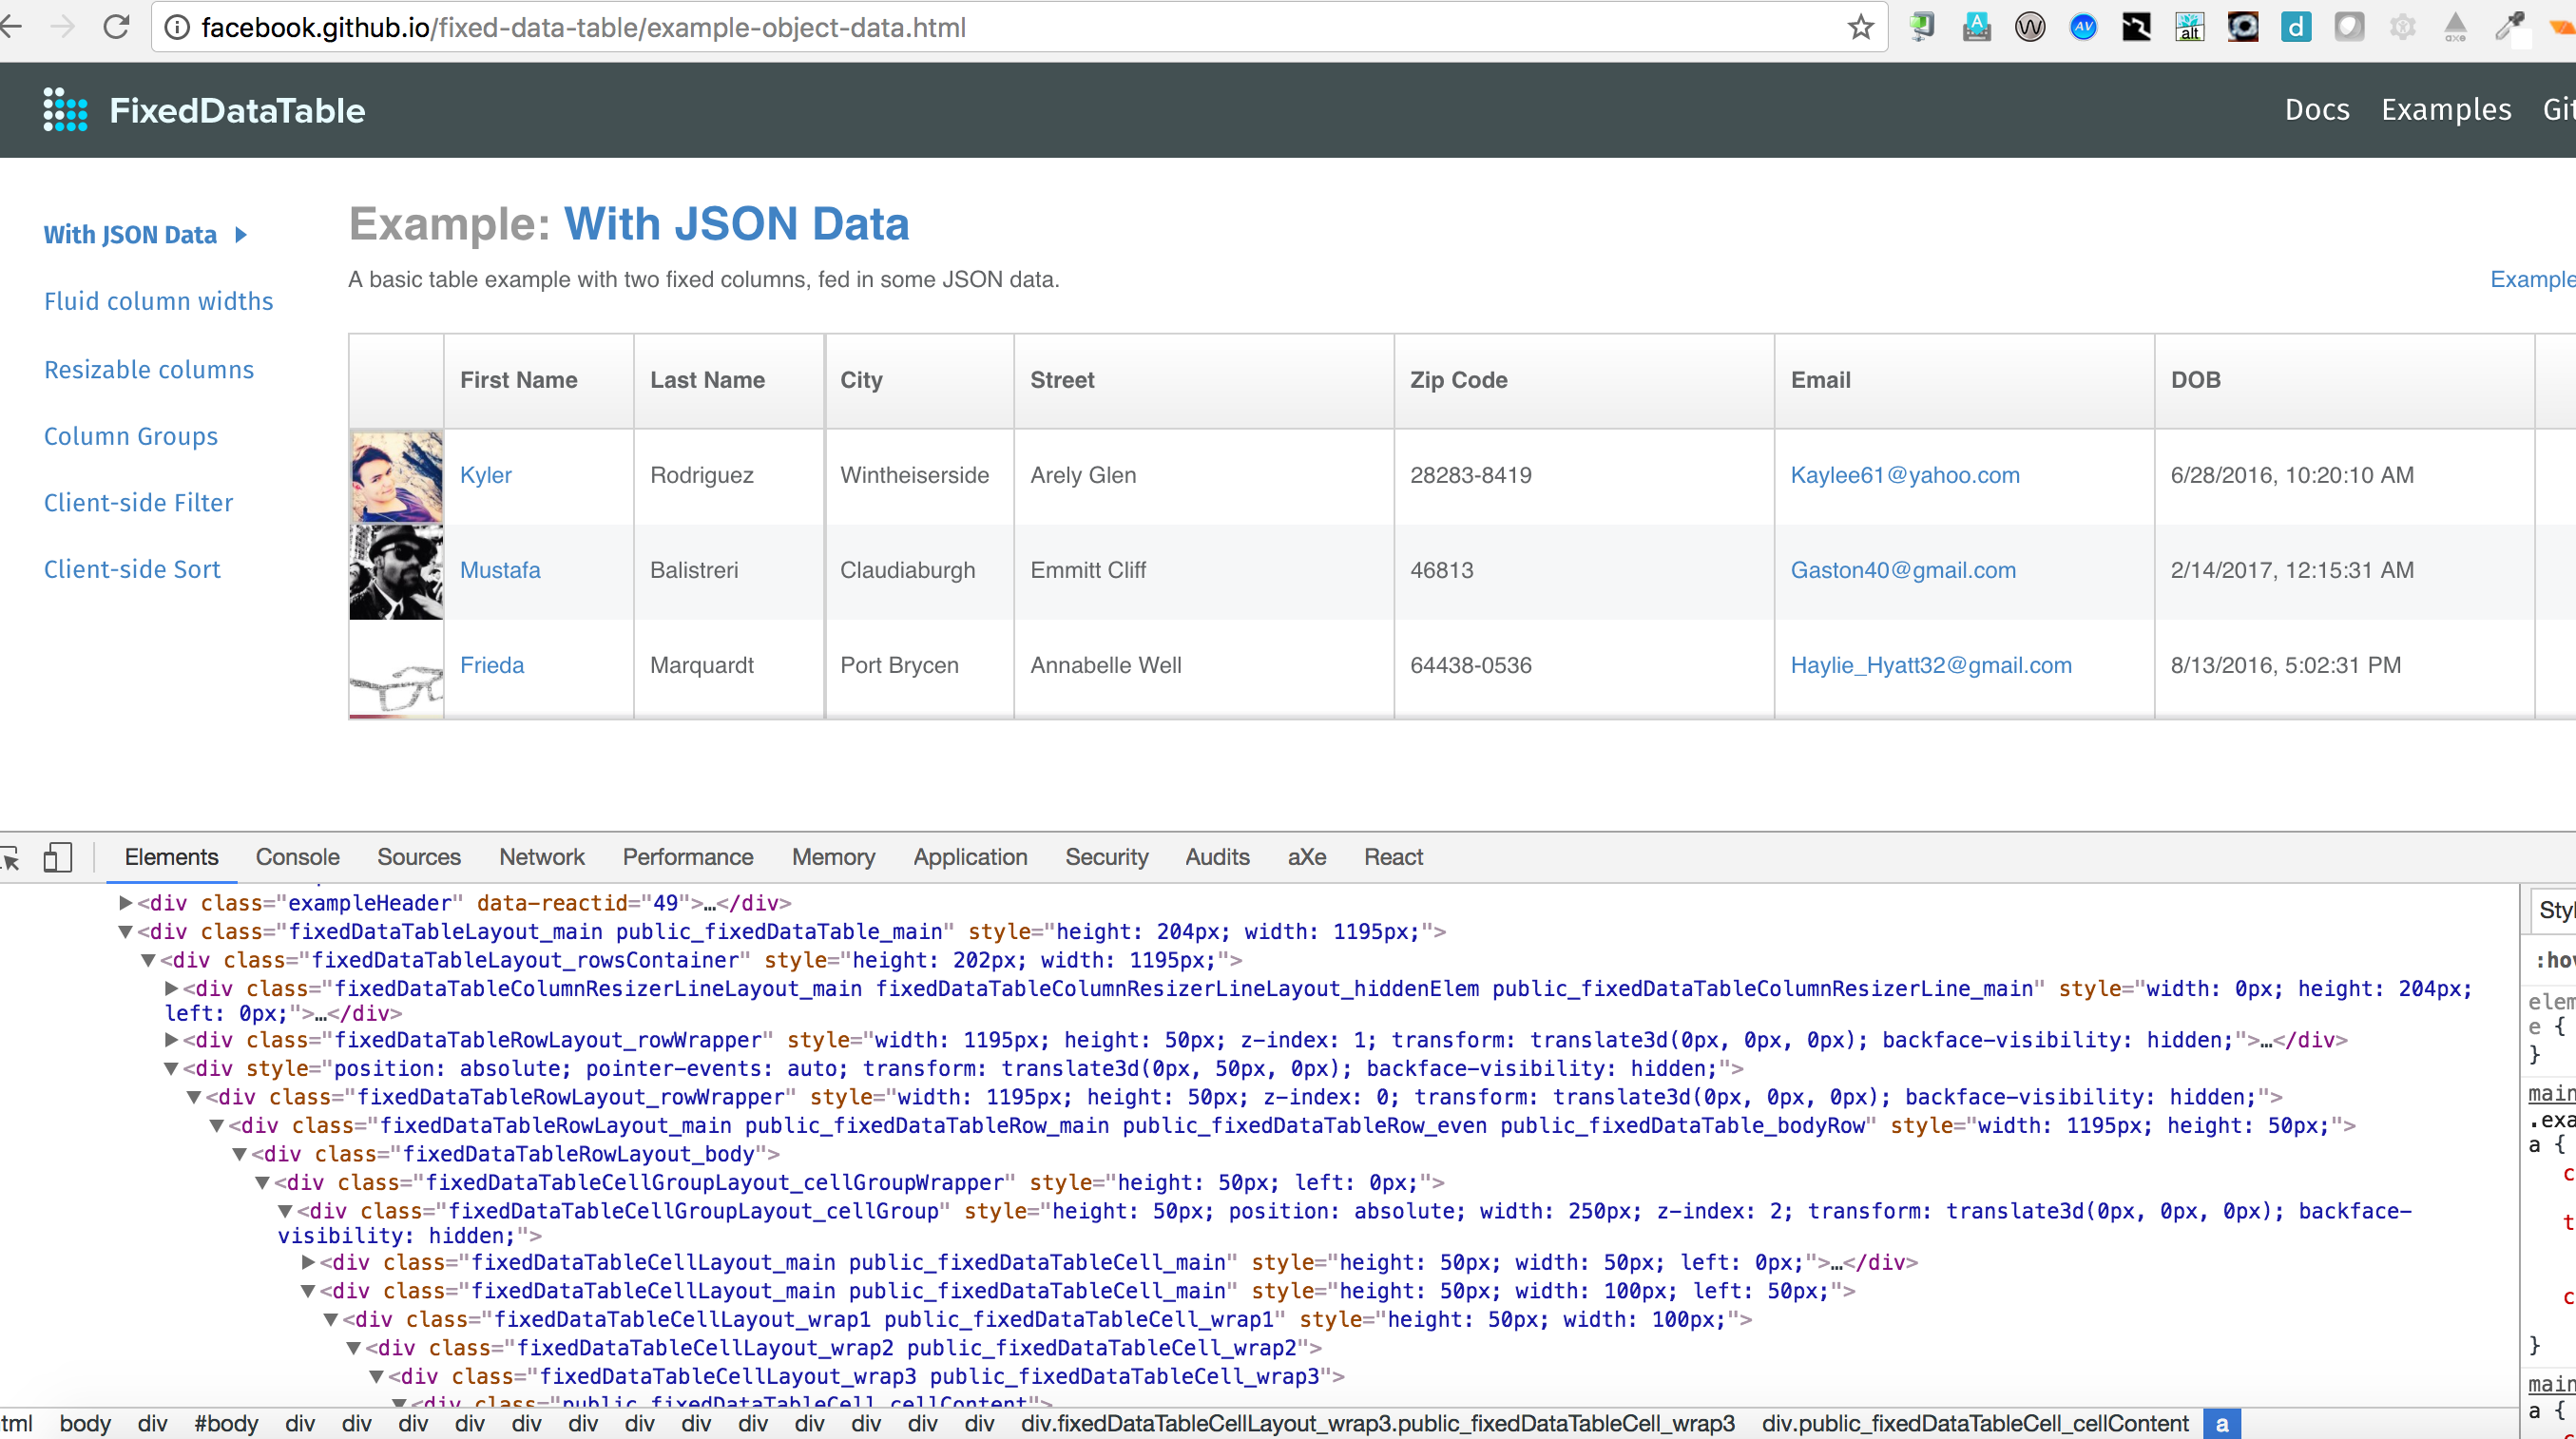 facebook.github.io/fixed-data-table/example-object-data.html
FixedDataTable
Docs Examples Git
With JSON Data
Fluid column widths
Resizable columns
Column Groups
Client-side Filter
Client-side Sort
Example: With JSON Data
A basic table example with two fixed columns, fed in some JSON data.
Example
First Name Last Name City Street Zip Code Email DOB
Kyler Rodriguez Wintheiserside Arely Glen 28283-8419 Kaylee61@yahoo.com 6/28/2016, 10:20:10 AM
Mustafa Balistreri Claudiaburgh Emmitt Cliff 46813 Gaston40@gmail.com 2/14/2017, 12:15:31 AM
Frieda Marquardt Port Brycen Annabelle Well 64438-0536 Haylie_Hyatt32@gmail.com 8/13/2016, 5:02:31 PM
Elements Console Sources Network Performance Memory Application Security Audits aXe React
<div class="exampleHeader" data-reactid="49">…</div>
<div class="fixedDataTableLayout_main public_fixedDataTable_main" style="height: 204px; width: 1195px;">
<div class="fixedDataTableLayout_rowsContainer" style="height: 202px; width: 1195px;">
<div class="fixedDataTableColumnResizerLineLayout_main fixedDataTableColumnResizerLineLayout_hiddenElem public_fixedDataTableColumnResizerLine_main" style="width: 0px; height: 204px;
left: 0px;">…</div>
<div class="fixedDataTableRowLayout_rowWrapper" style="width: 1195px; height: 50px; z-index: 1; transform: translate3d(0px, 0px, 0px); backface-visibility: hidden;">…</div>
<div style="position: absolute; pointer-events: auto; transform: translate3d(0px, 50px, 0px); backface-visibility: hidden;">
<div class="fixedDataTableRowLayout_rowWrapper" style="width: 1195px; height: 50px; z-index: 0; transform: translate3d(0px, 0px, 0px); backface-visibility: hidden;">
<div class="fixedDataTableRowLayout_main public_fixedDataTableRow_main public_fixedDataTableRow_even public_fixedDataTable_bodyRow" style="width: 1195px; height: 50px;">
<div class="fixedDataTableRowLayout_body">
<div class="fixedDataTableCellGroupLayout_cellGroupWrapper" style="height: 50px; left: 0px;">
<div class="fixedDataTableCellGroupLayout_cellGroup" style="height: 50px; position: absolute; width: 250px; z-index: 2; transform: translate3d(0px, 0px, 0px); backface-
visibility: hidden;">
<div class="fixedDataTableCellLayout_main public_fixedDataTableCell_main" style="height: 50px; width: 50px; left: 0px;">…</div>
<div class="fixedDataTableCellLayout_main public_fixedDataTableCell_main" style="height: 50px; width: 100px; left: 50px;">
<div class="fixedDataTableCellLayout_wrap1 public_fixedDataTableCell_wrap1" style="height: 50px; width: 100px;">
<div class="fixedDataTableCellLayout_wrap2 public_fixedDataTableCell_wrap2">
<div class="fixedDataTableCellLayout_wrap3 public_fixedDataTableCell_wrap3">
<div class="public_fixedDataTableCell_cellContent">
tml body div #body div div div div div div div div div div div div div div.fixedDataTableCellLayout_wrap3.public_fixedDataTableCell_wrap3 div.public_fixedDataTableCell_cellContent a
Styl
:hov
elem
e {
}
main
.exa
a {
c
t
c
}
main
a {